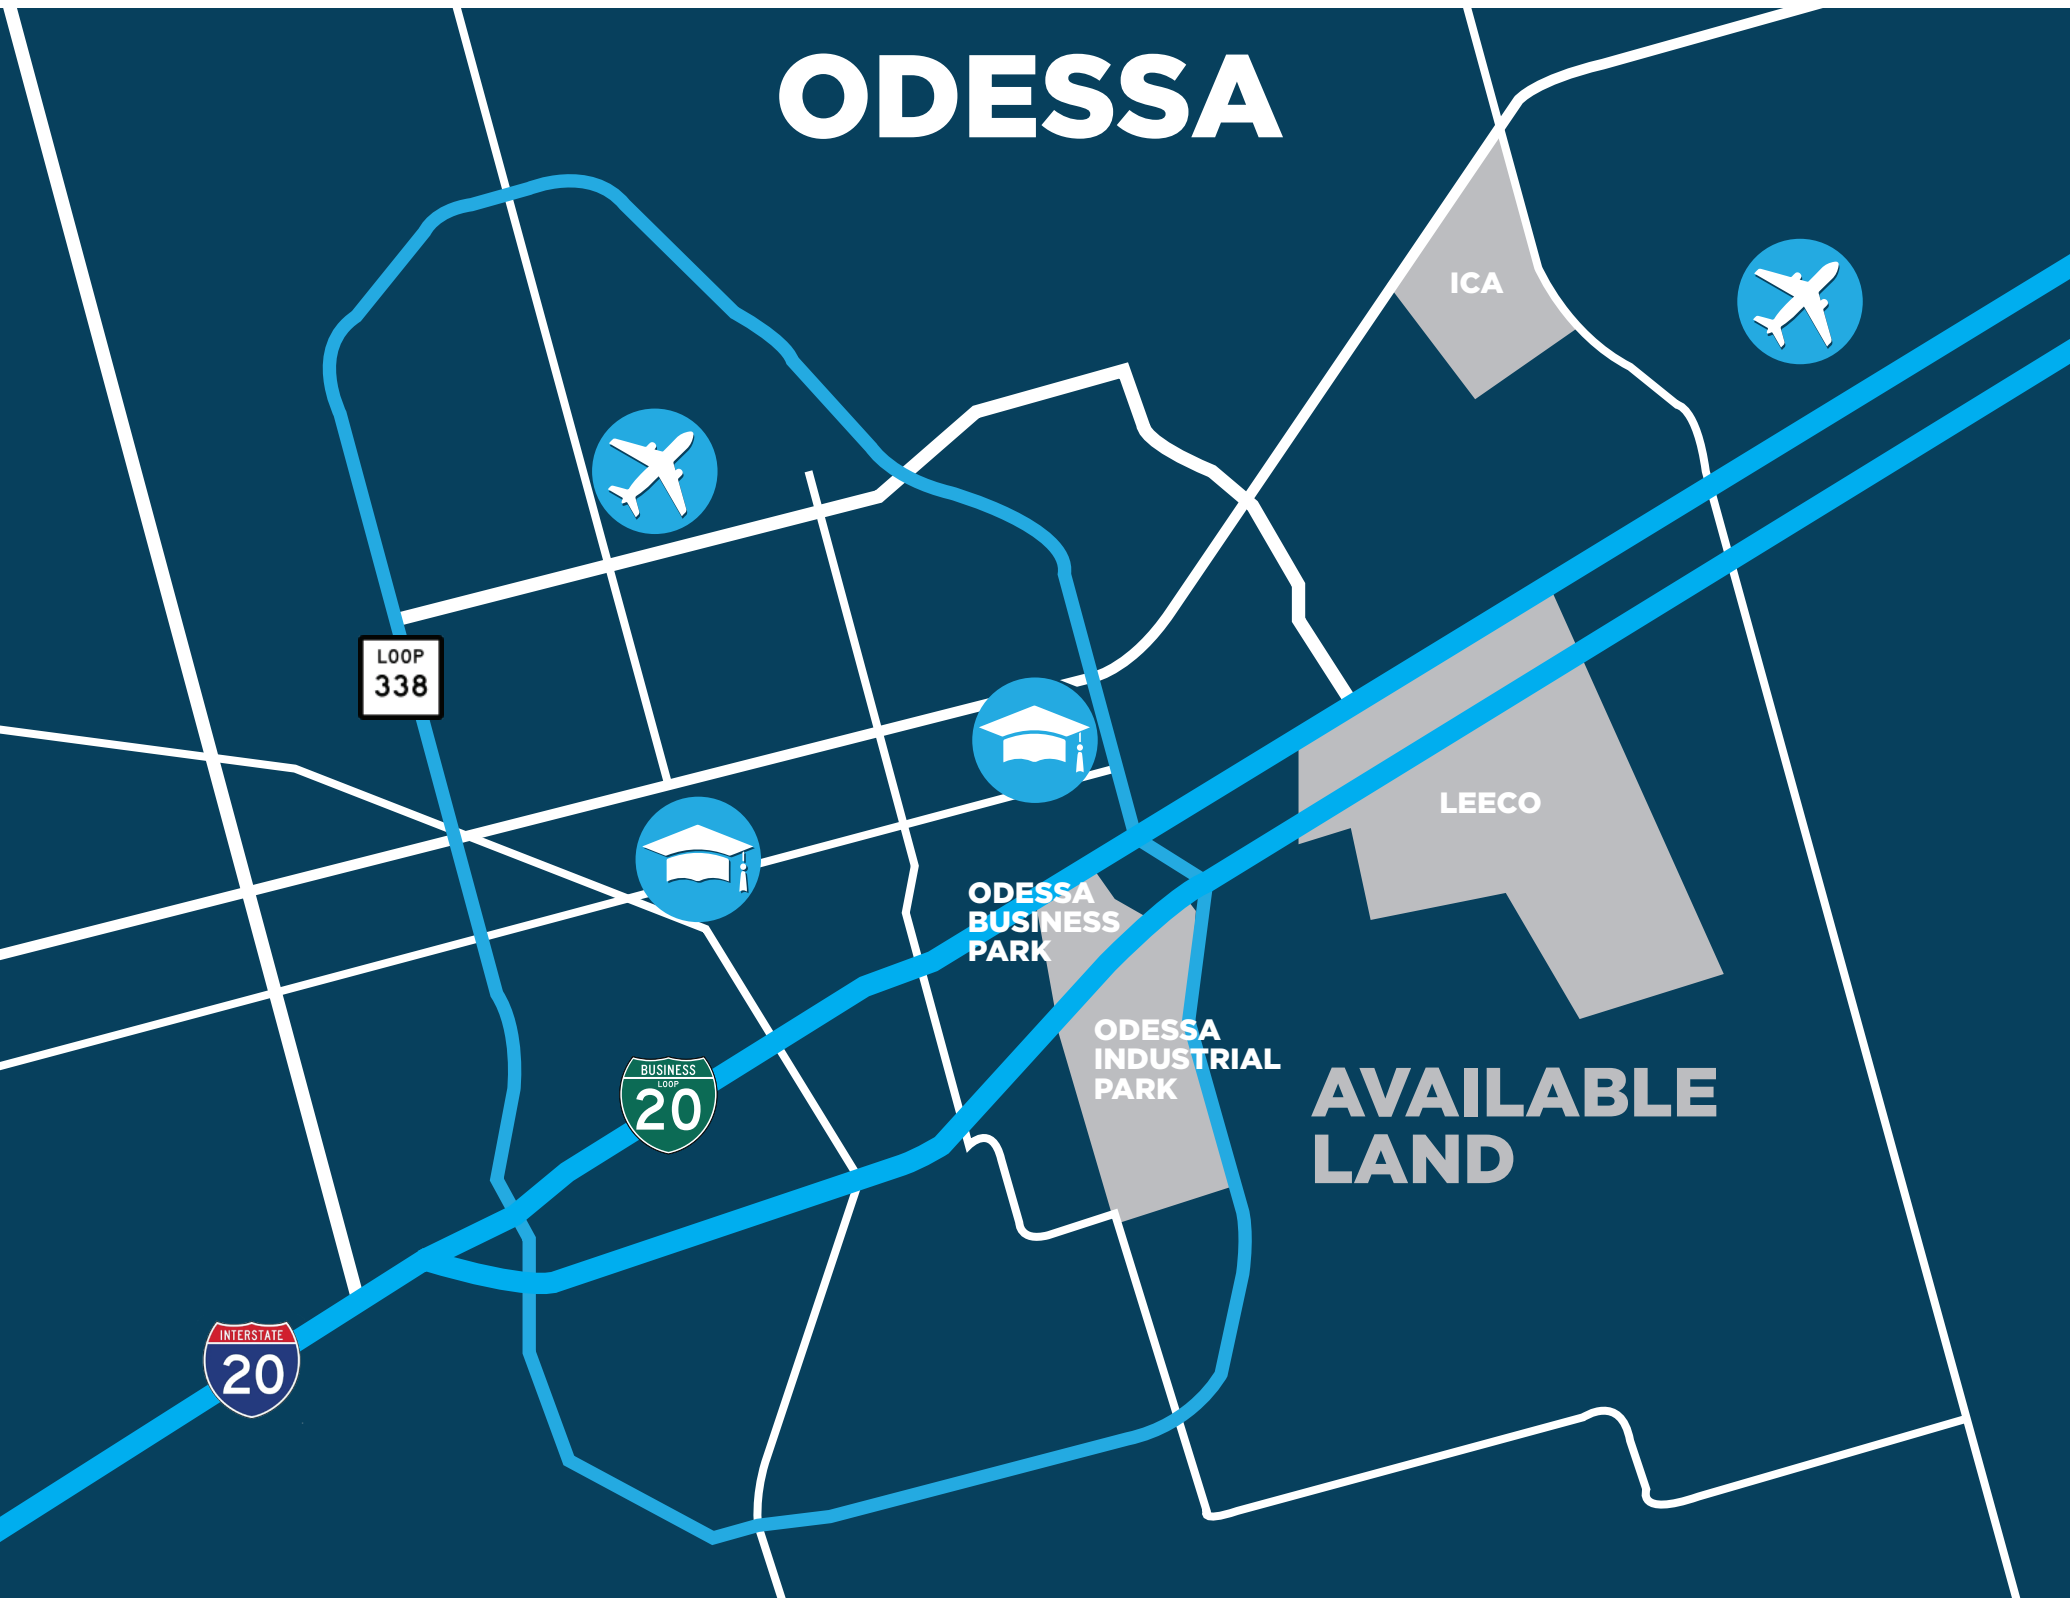 ODESSA
ICA
LOOP
338
LEECO
ODESSA
BUSINESS
PARK
ODESSA
INDUSTRIAL
PARK
AVAILABLE
LAND
BUSINESS
LOOP
20
INTERSTATE
20